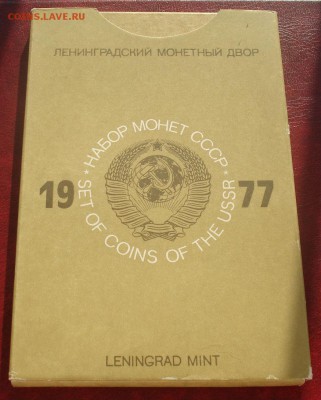 COINS.LAVE.RU
ЛЕНИНГРАДСКИЙ МОНЕТНЫЙ ДВОР
• НАБОР МОНЕТ СССР •
19 77
SET OF COINS OF THE USSR
LENINGRAD MINT